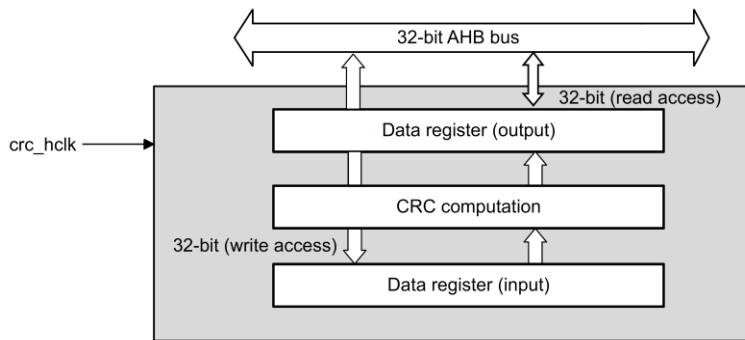 32-bit AHB bus
32-bit (read access)
Data register (output)
crc_hclk
CRC computation
32-bit (write access)
Data register (input)